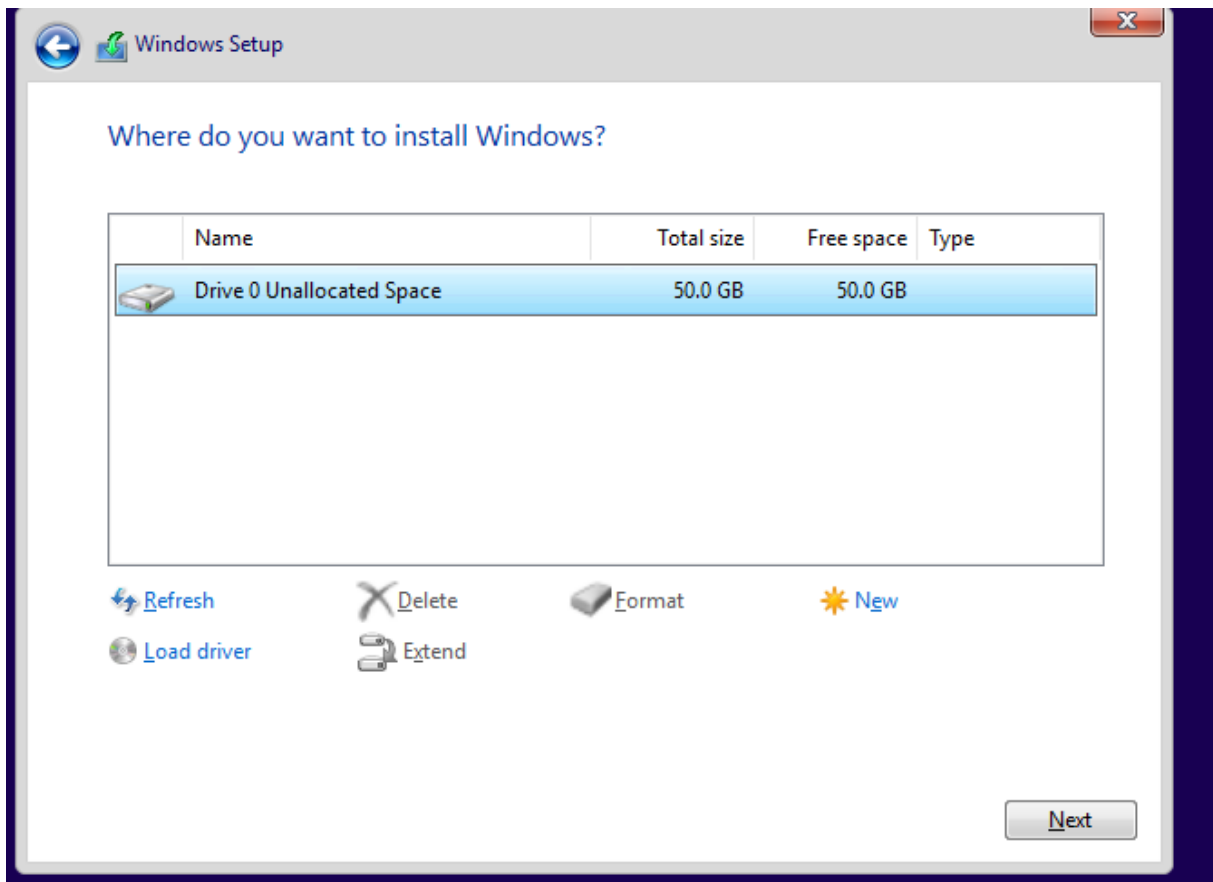 Windows Setup
Where do you want to install Windows?
Name Total size Free space Type
Drive 0 Unallocated Space 50.0 GB 50.0 GB
Refresh Delete Format New
Load driver Extend
Next